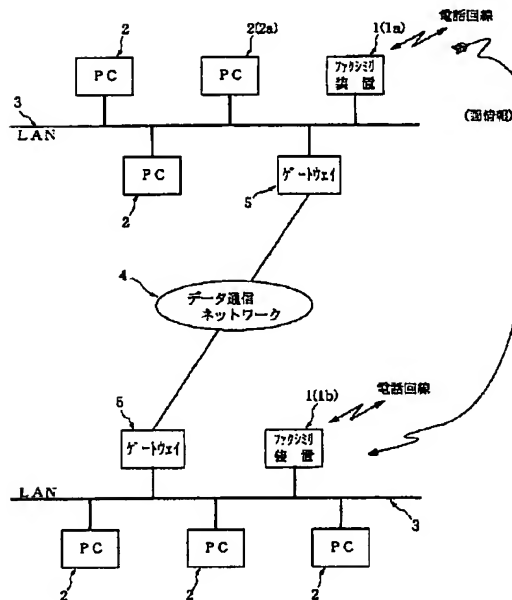 電話回線
2
2(2a)
1(1a)
PC
PC
ファクシミリ
装置
(画情報)
3
LAN
PC
ゲートウェイ
2
5
4
データ通信
ネットワーク
5
1(1b)
電話回線
ゲートウェイ
ファクシミリ
装置
LAN
3
PC
PC
PC
2
2
2